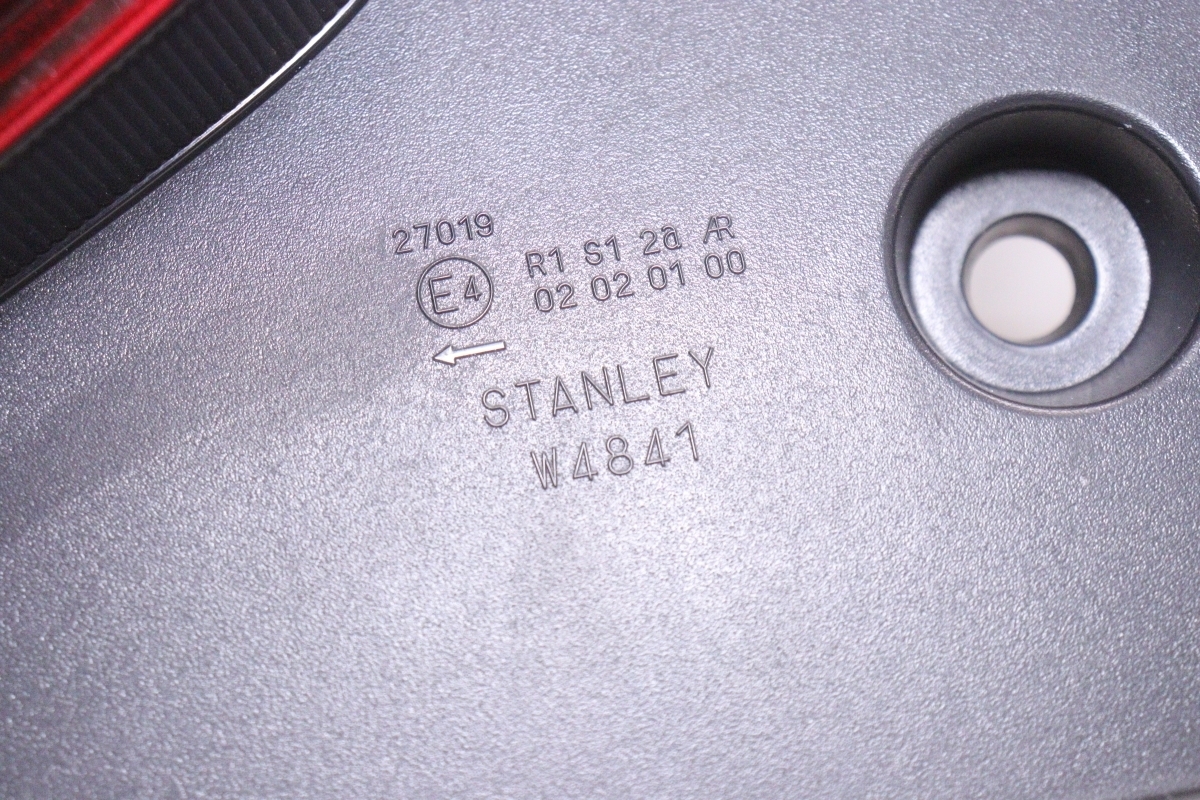 27019
E4
R1 S1 2a AR
02 02 01 00
←
STANLEY
W4841